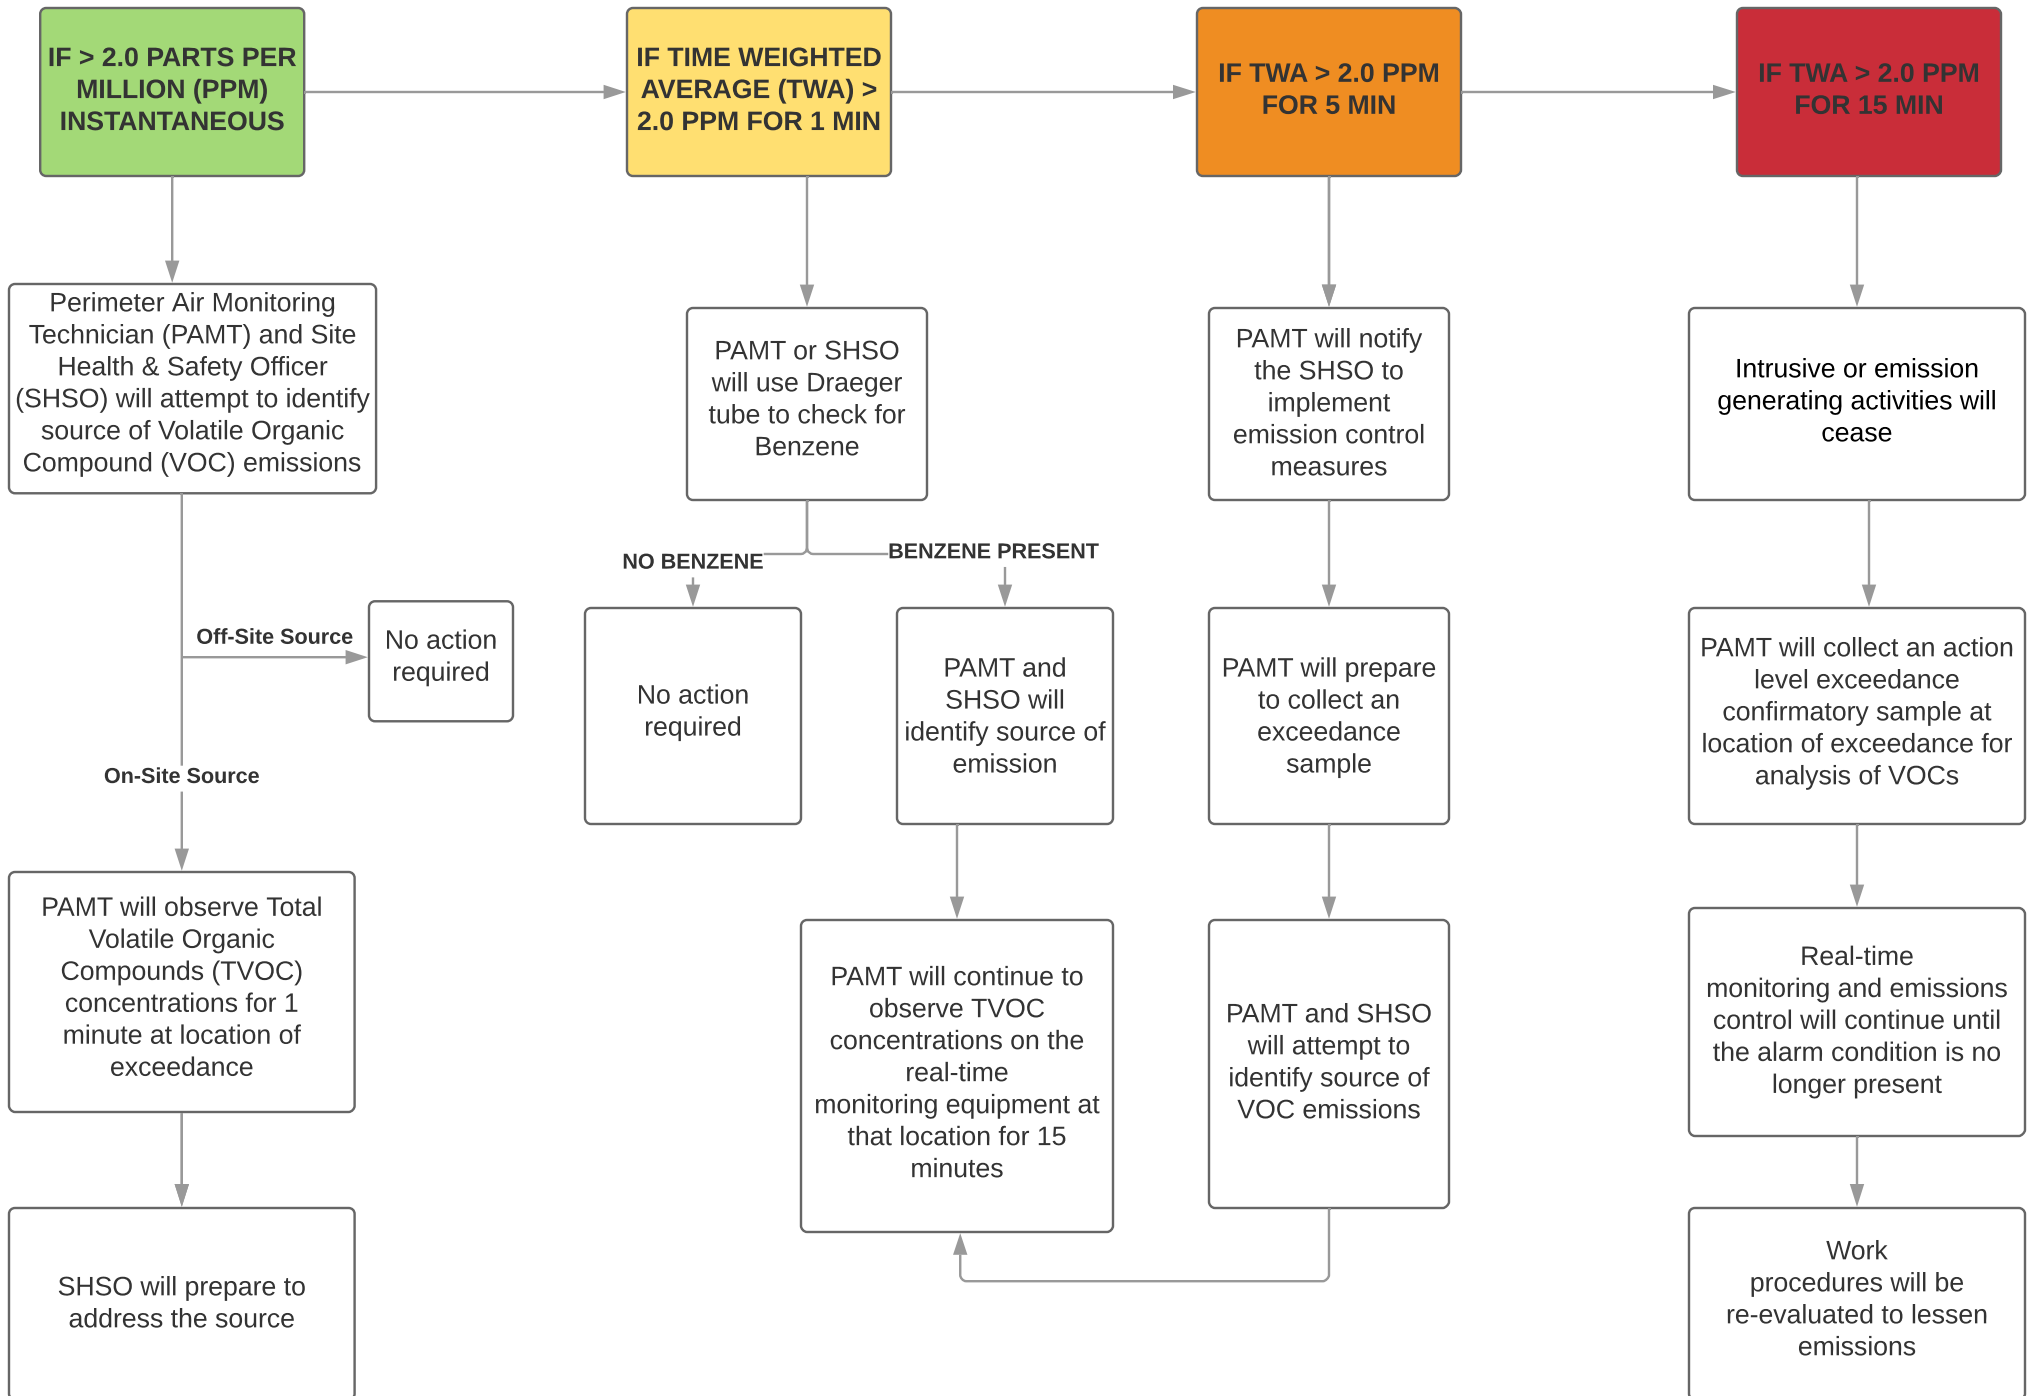 IF > 2.0 PARTS PER
MILLION (PPM)
INSTANTANEOUS
IF TIME WEIGHTED
AVERAGE (TWA) >
2.0 PPM FOR 1 MIN
IF TWA > 2.0 PPM
FOR 5 MIN
IF TWA > 2.0 PPM
FOR 15 MIN
Perimeter Air Monitoring
Technician (PAMT) and Site
Health & Safety Officer
(SHSO) will attempt to identify
source of Volatile Organic
Compound (VOC) emissions
Off-Site Source
No action
required
On-Site Source
PAMT will observe Total
Volatile Organic
Compounds (TVOC)
concentrations for 1
minute at location of
exceedance
SHSO will prepare to
address the source
PAMT or SHSO
will use Draeger
tube to check for
Benzene
NO BENZENE
BENZENE PRESENT
No action
required
PAMT and
SHSO will
identify source of
emission
PAMT will continue to
observe TVOC
concentrations on the
real-time
monitoring equipment at
that location for 15
minutes
PAMT will notify
the SHSO to
implement
emission control
measures
PAMT will prepare
to collect an
exceedance
sample
PAMT and SHSO
will attempt to
identify source of
VOC emissions
Intrusive or emission
generating activities will
cease
PAMT will collect an action
level exceedance
confirmatory sample at
location of exceedance for
analysis of VOCs
Real-time
monitoring and emissions
control will continue until
the alarm condition is no
longer present
Work
procedures will be
re-evaluated to lessen
emissions